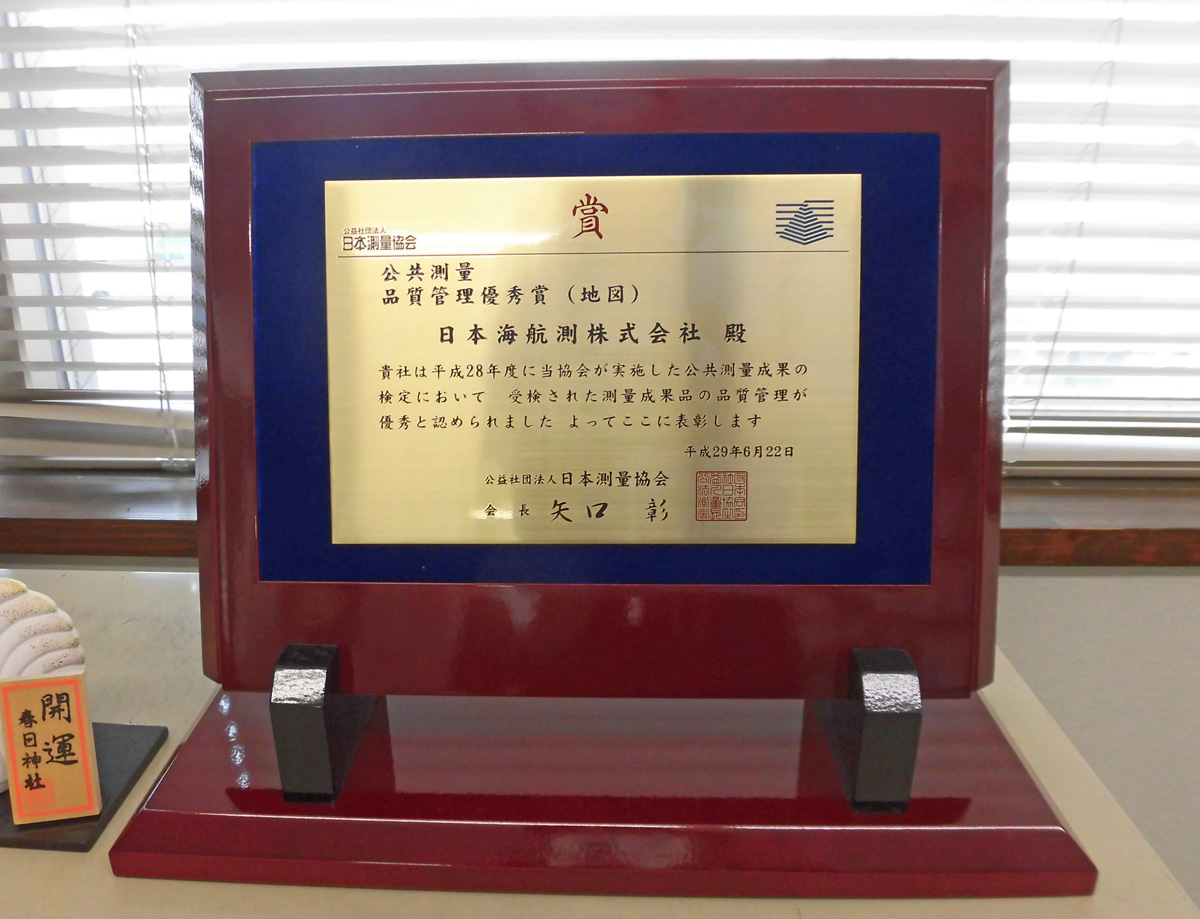 賞
公益社団法人
日本測量協会
公共測量
品質管理優秀賞（地図）
日本海航測株式会社 殿
貴社は平成28年度に当協会が実施した公共測量成果の
検定において 受検された測量成果品の品質管理が
優秀と認められました よってここに表彰します
平成29年6月22日
公益社団法人日本測量協会
会 長 矢口 彰
開運
春日神社